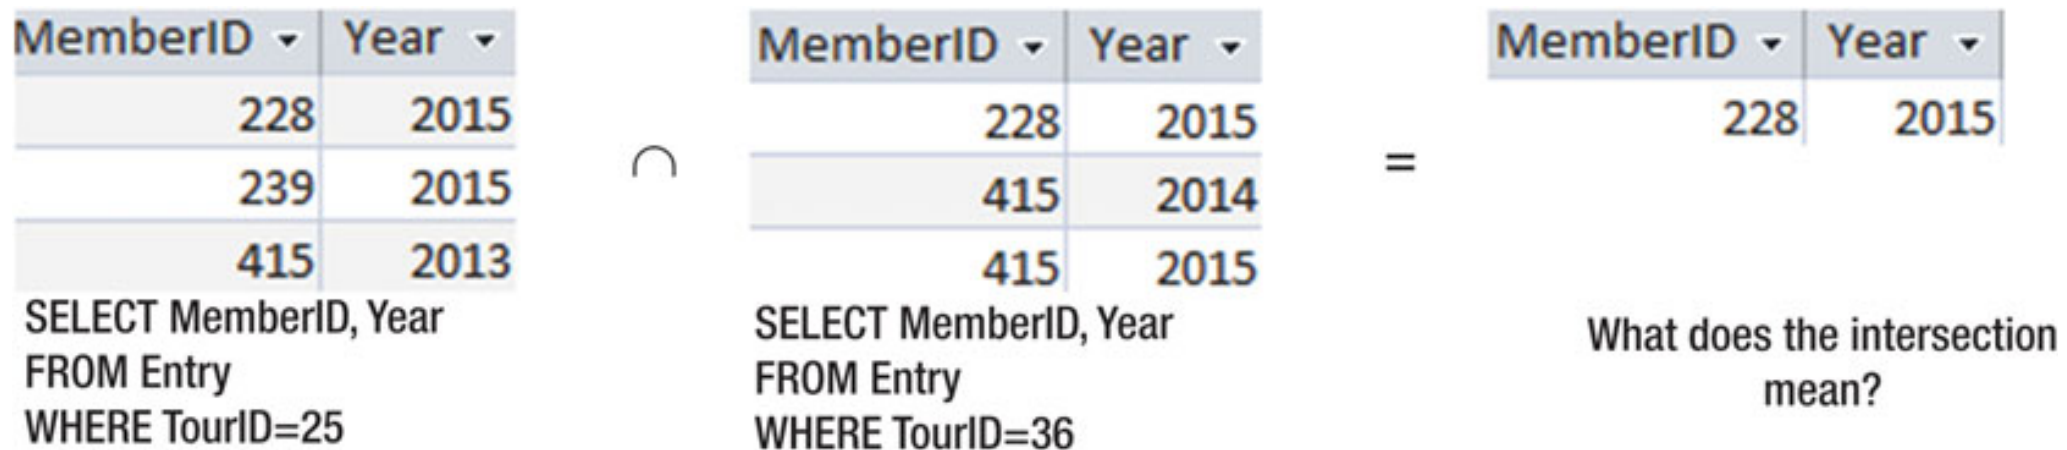 MemberID Year
228 2015
239 2015
415 2013
SELECT MemberID, Year
FROM Entry
WHERE TourID=25
∩
MemberID Year
228 2015
415 2014
415 2015
SELECT MemberID, Year
FROM Entry
WHERE TourID=36
=
MemberID Year
228 2015
What does the intersection
mean?